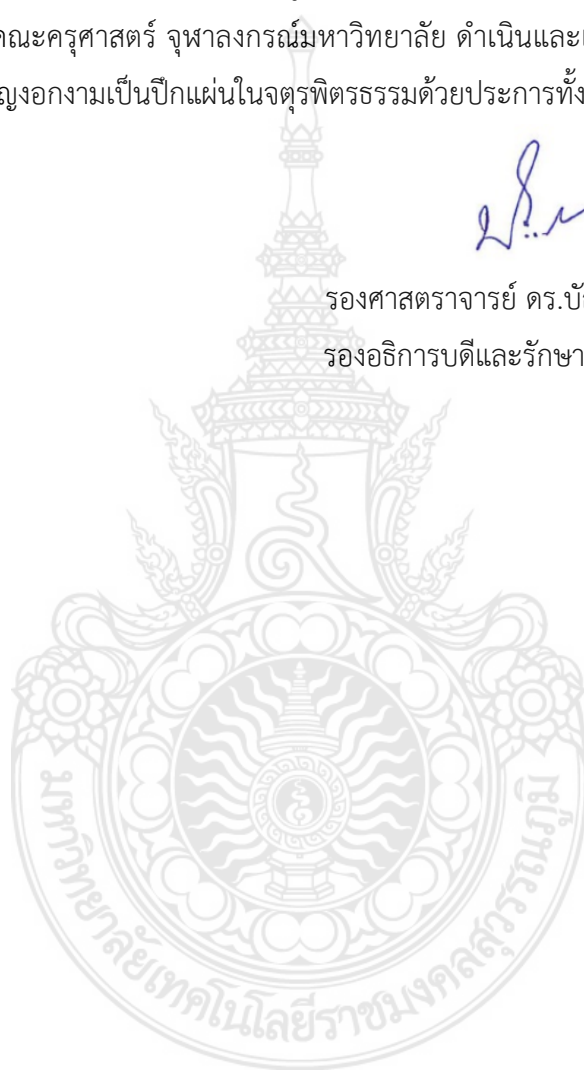 คณะครุศาสตร์ จุฬาลงกรณ์มหาวิทยาลัย ดำเนินและ
ญงอกงามเป็นปึกแผ่นในจตุรพิตรธรรมด้วยประการทั้ง
รองศาสตราจารย์ ดร.บั
รองอธิการบดีและรักษา
มหาวิทยาลัยเทคโนโลยีราชมงคลสุวรรณภูมิ